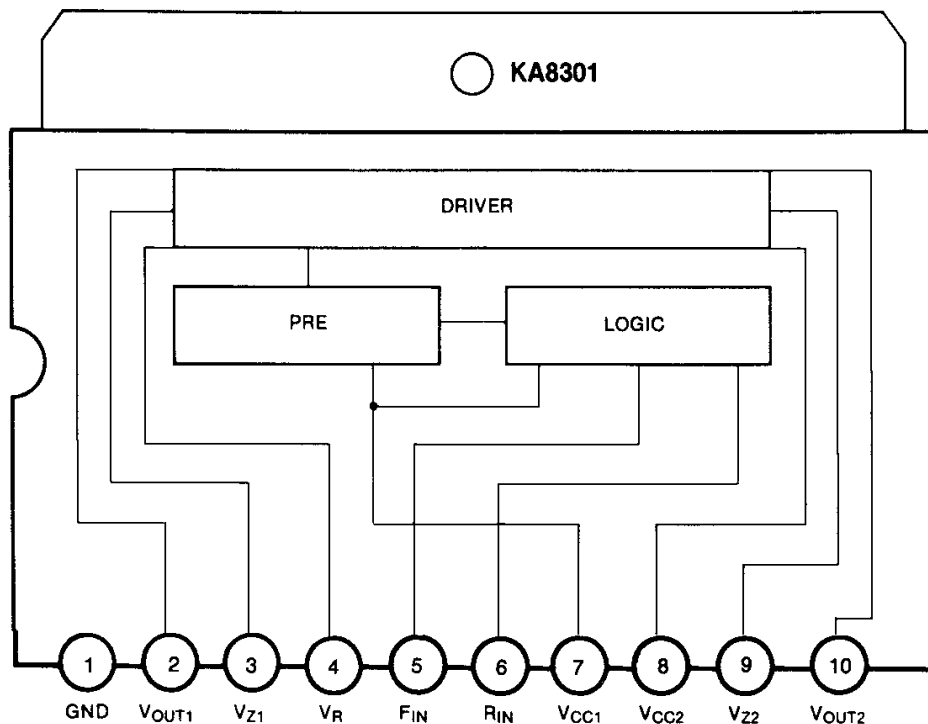 KA8301
DRIVER
PRE
LOGIC
1 2 3 4 5 6 7 8 9 10
GND VOUT1 VZ1 VR FIN RIN VCC1 VCC2 VZ2 VOUT2